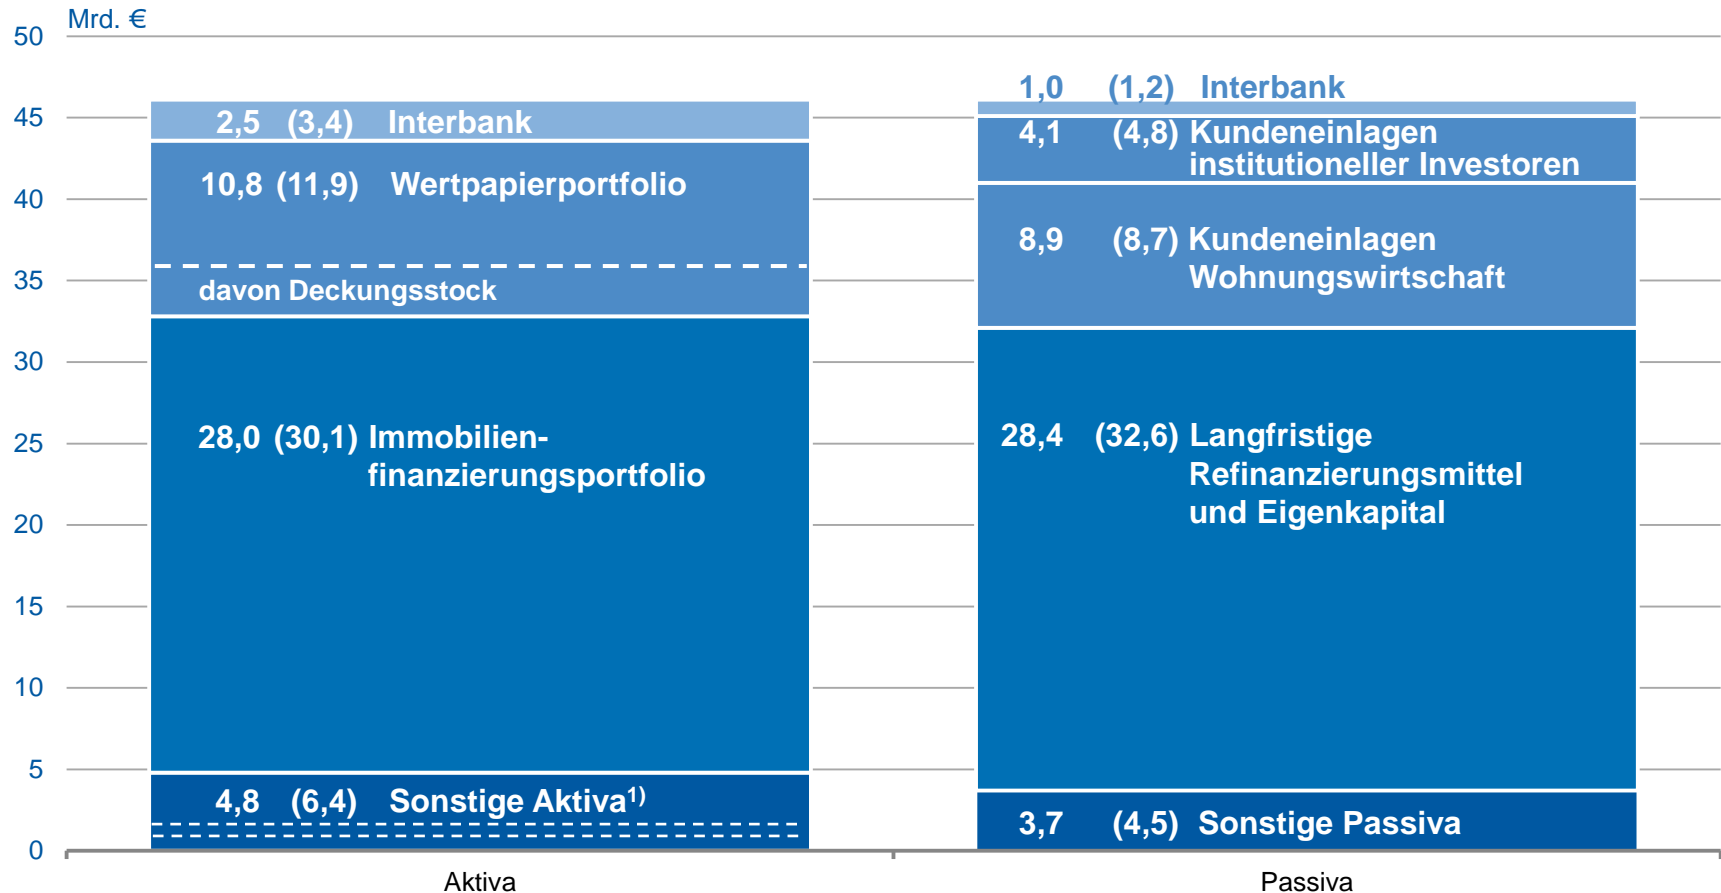 Mrd. €
50
45
40
35
30
25
20
15
10
5
0
2,5 (3,4) Interbank
10,8 (11,9) Wertpapierportfolio
davon Deckungsstock
28,0 (30,1) Immobilien-
finanzierungsportfolio
4,8 (6,4) Sonstige Aktiva¹⁾
Aktiva
1,0 (1,2) Interbank
4,1 (4,8) Kundeneinlagen
institutioneller Investoren
8,9 (8,7) Kundeneinlagen
Wohnungswirtschaft
28,4 (32,6) Langfristige
Refinanzierungsmittel
und Eigenkapital
3,7 (4,5) Sonstige Passiva
Passiva